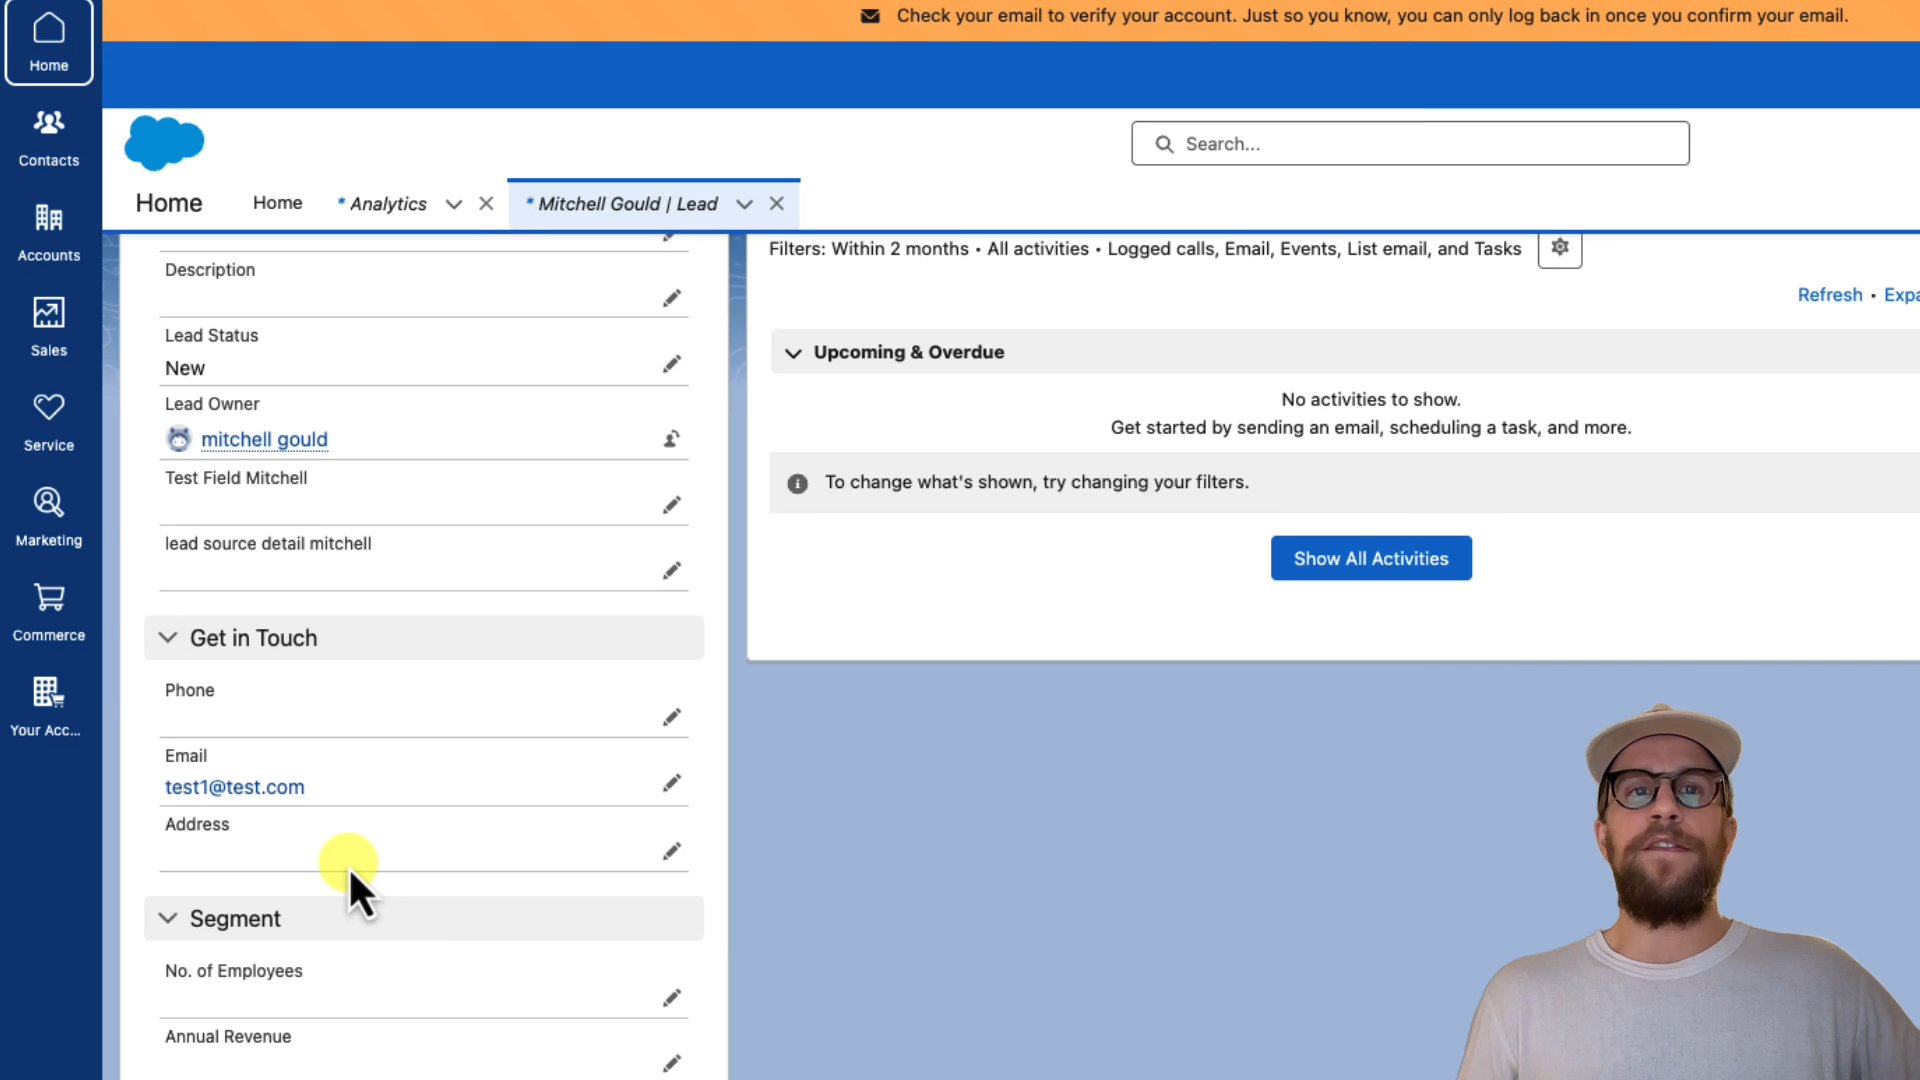 Check your email to verify your account. Just so you know, you can only log back in once you confirm your email.
Home
Contacts
Accounts
Sales
Service
Marketing
Commerce
Your Acc...
Search...
Home
Home
* Analytics
* Mitchell Gould | Lead
Description
Lead Status
New
Lead Owner
mitchell gould
Test Field Mitchell
lead source detail mitchell
Get in Touch
Phone
Email
test1@test.com
Address
Segment
No. of Employees
Annual Revenue
Filters: Within 2 months • All activities • Logged calls, Email, Events, List email, and Tasks
Refresh • Expa
Upcoming & Overdue
No activities to show.
Get started by sending an email, scheduling a task, and more.
To change what's shown, try changing your filters.
Show All Activities